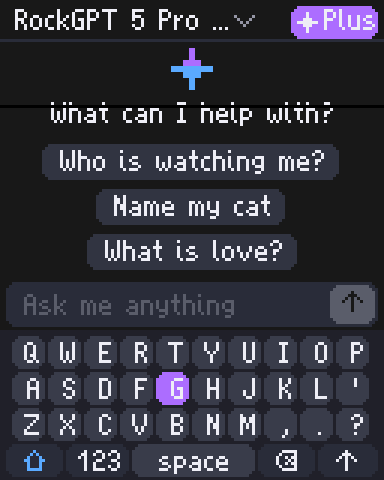 RockGPT 5 Pro ...
Plus
What can I help with?
Who is watching me?
Name my cat
What is love?
Ask me anything
Q W E R T Y U I O P
A S D F G H J K L '
Z X C V B N M , . ?
123 space